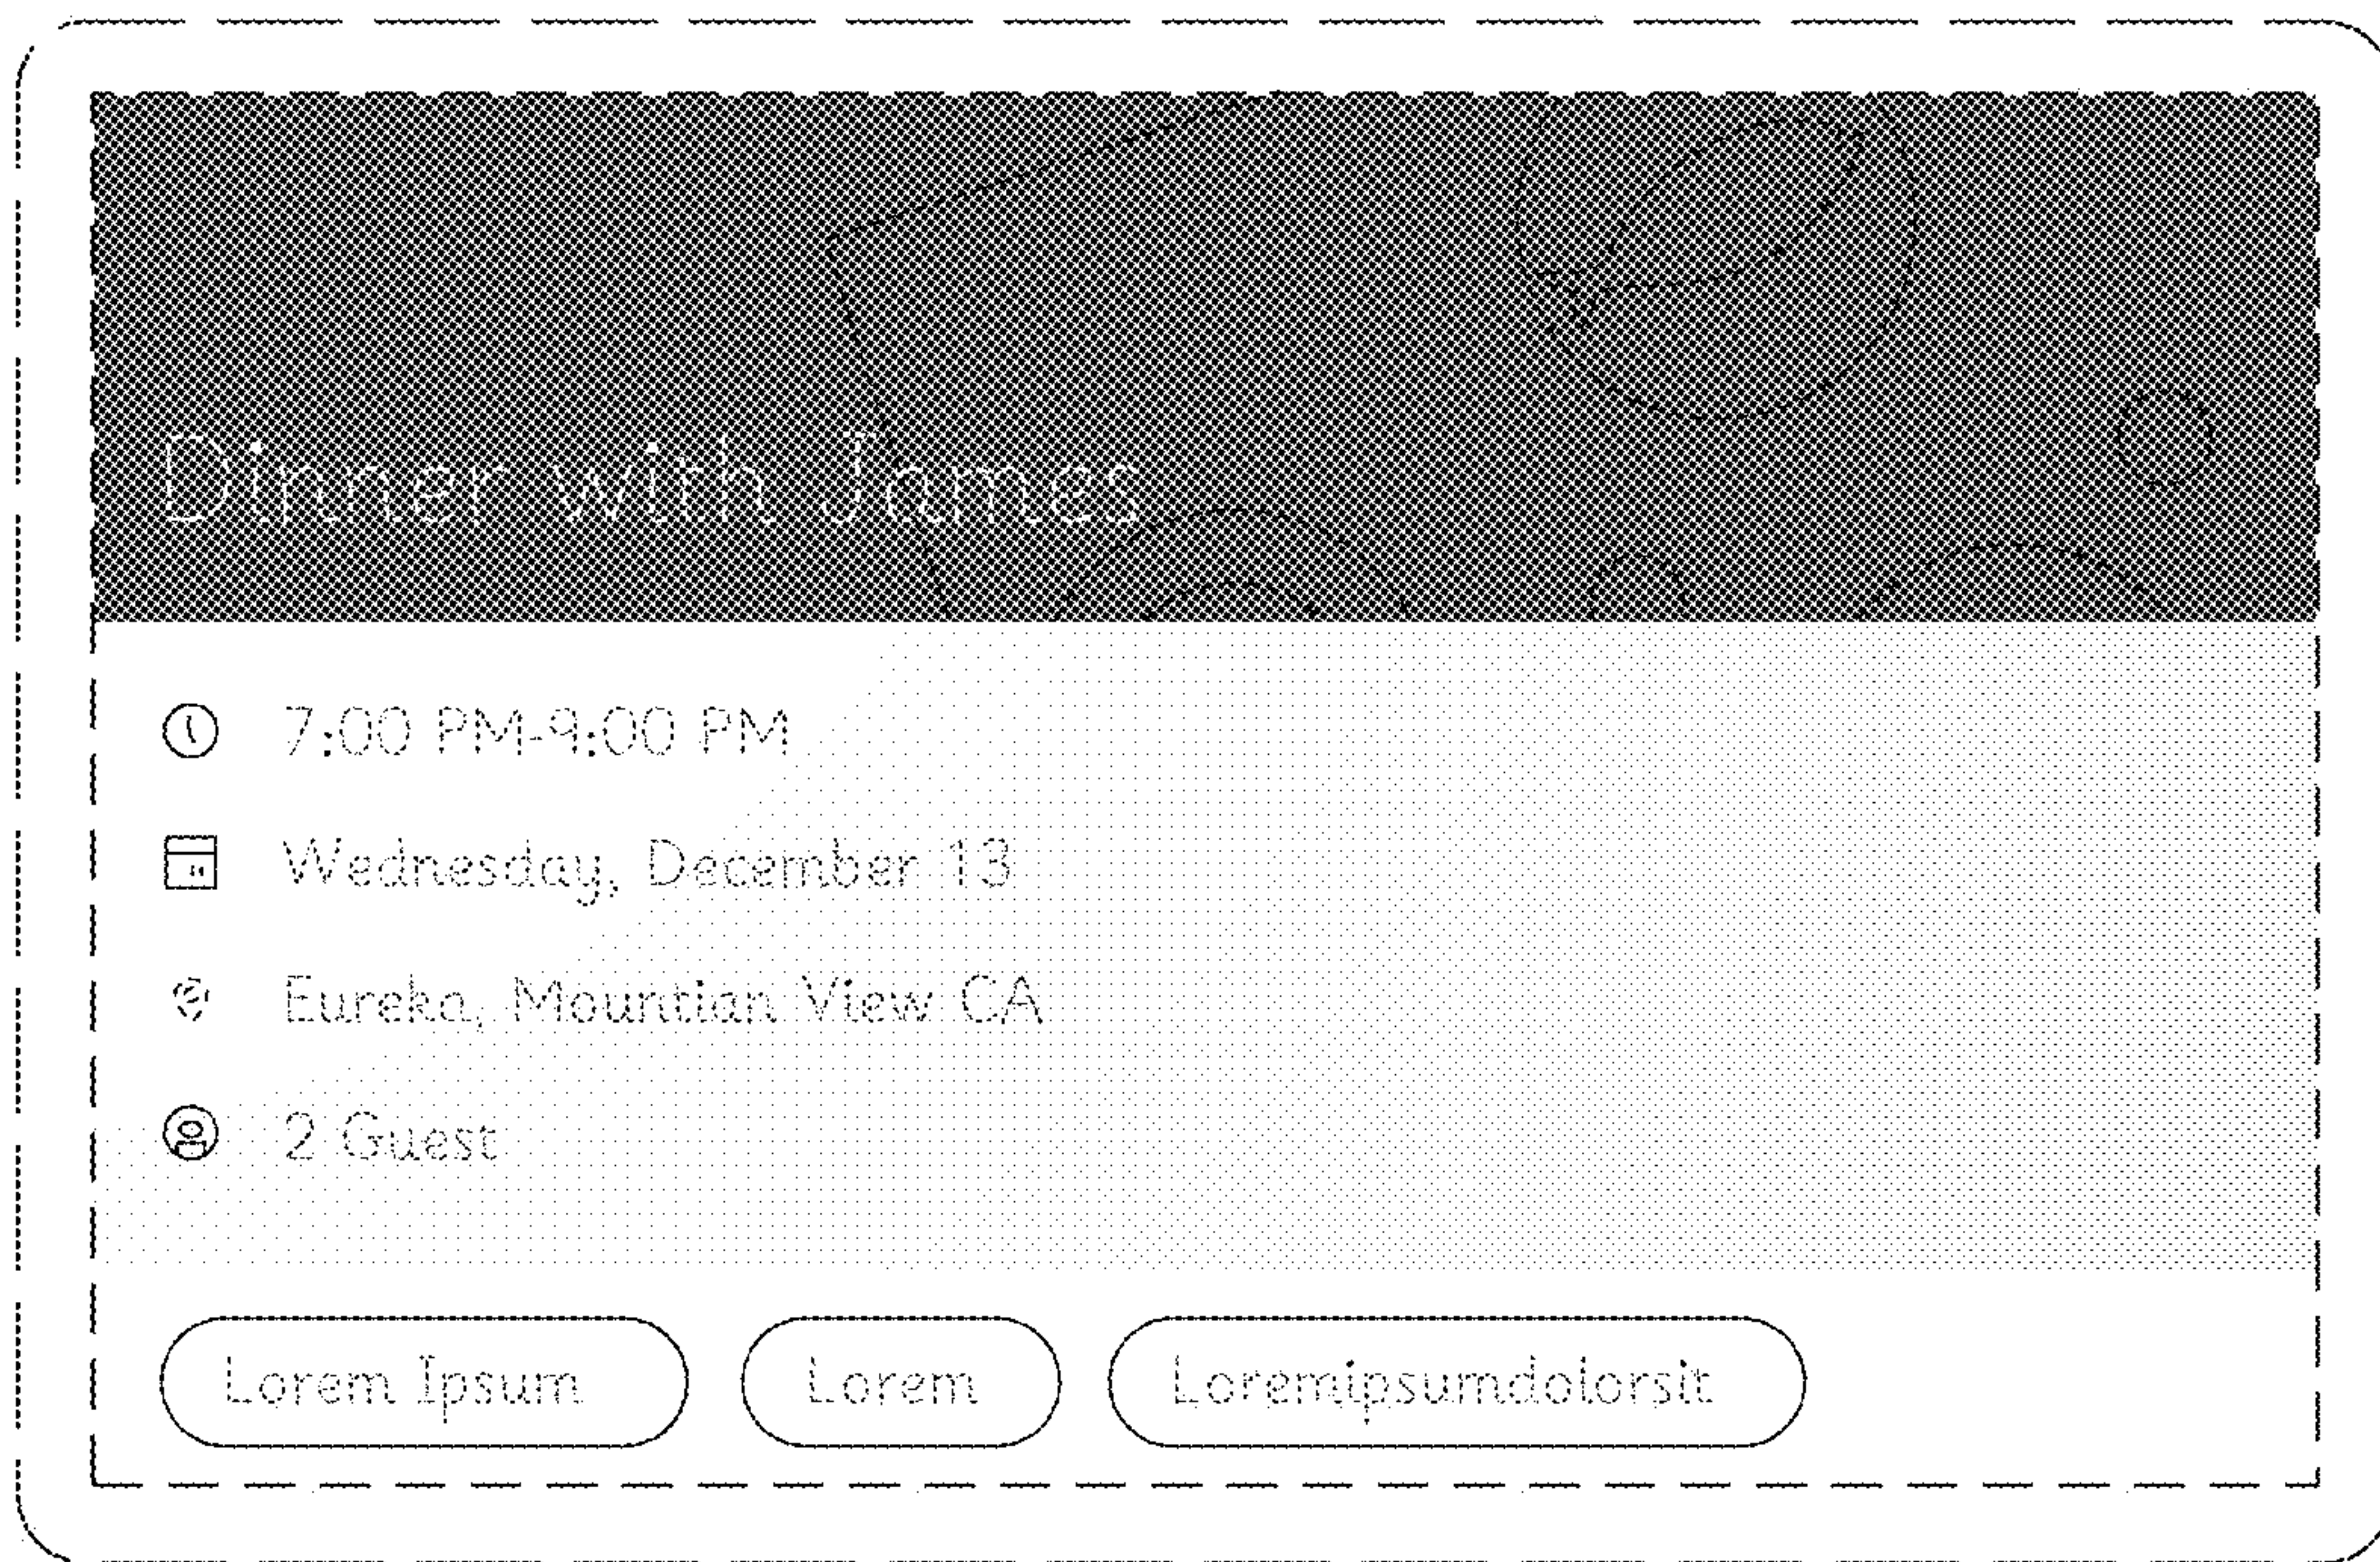 Dinner with James
7:00 PM-9:00 PM
Wednesday, December 13
Eureka, Mountian View CA
2 Guest
Lorem Ipsum
Lorem
Loremipsumdolorsit